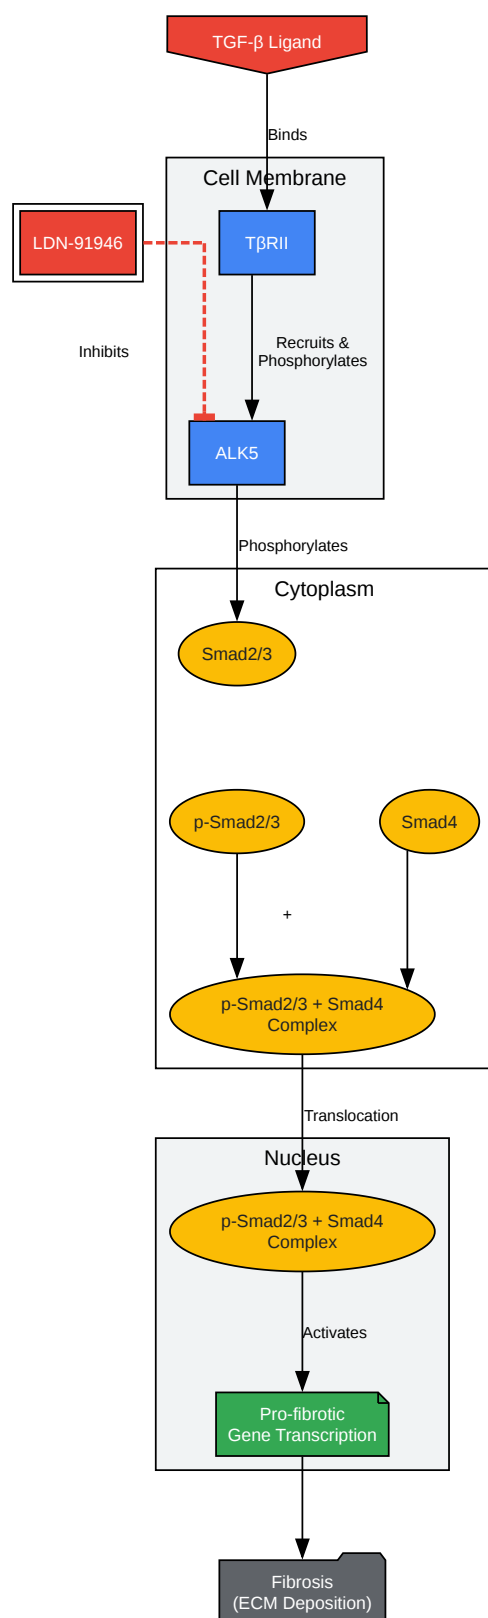 TGF-β Ligand
Binds
Cell Membrane
LDN-91946
TβRII
Inhibits
Recruits &
Phosphorylates
ALK5
Phosphorylates
Cytoplasm
Smad2/3
p-Smad2/3
Smad4
+
p-Smad2/3 + Smad4
Complex
Translocation
Nucleus
p-Smad2/3 + Smad4
Complex
Activates
Pro-fibrotic
Gene Transcription
Fibrosis
(ECM Deposition)